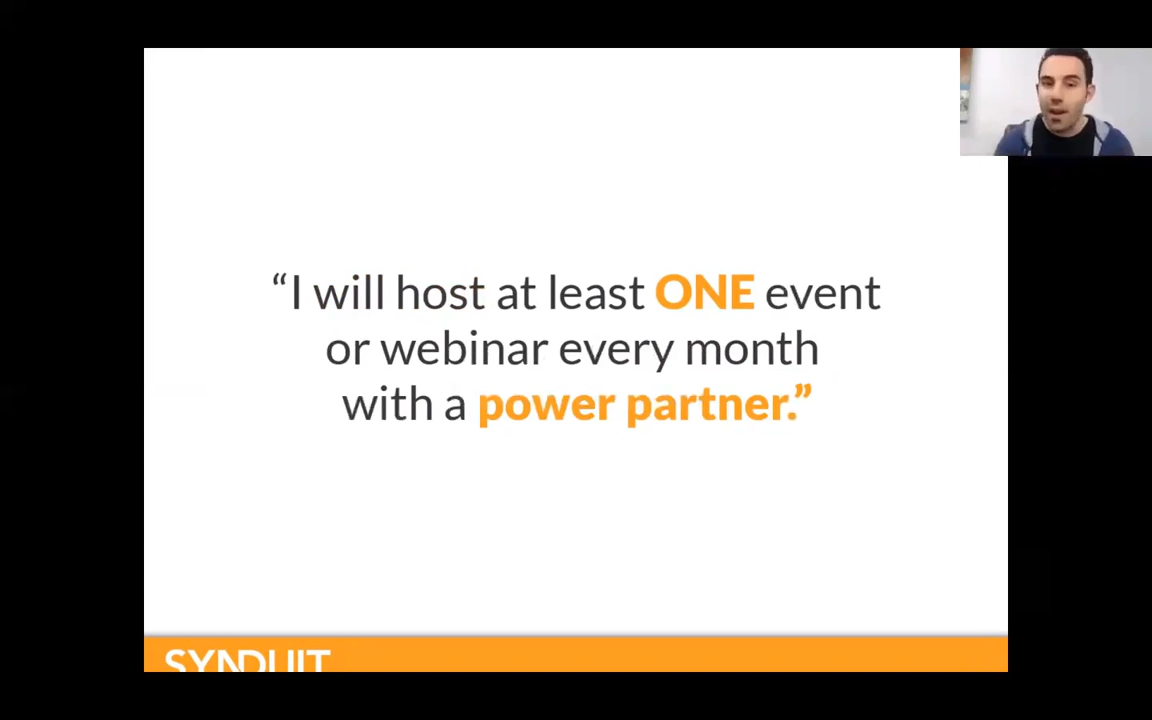 “I will host at least ONE event
or webinar every month
with a power partner.”
SYNDUIT